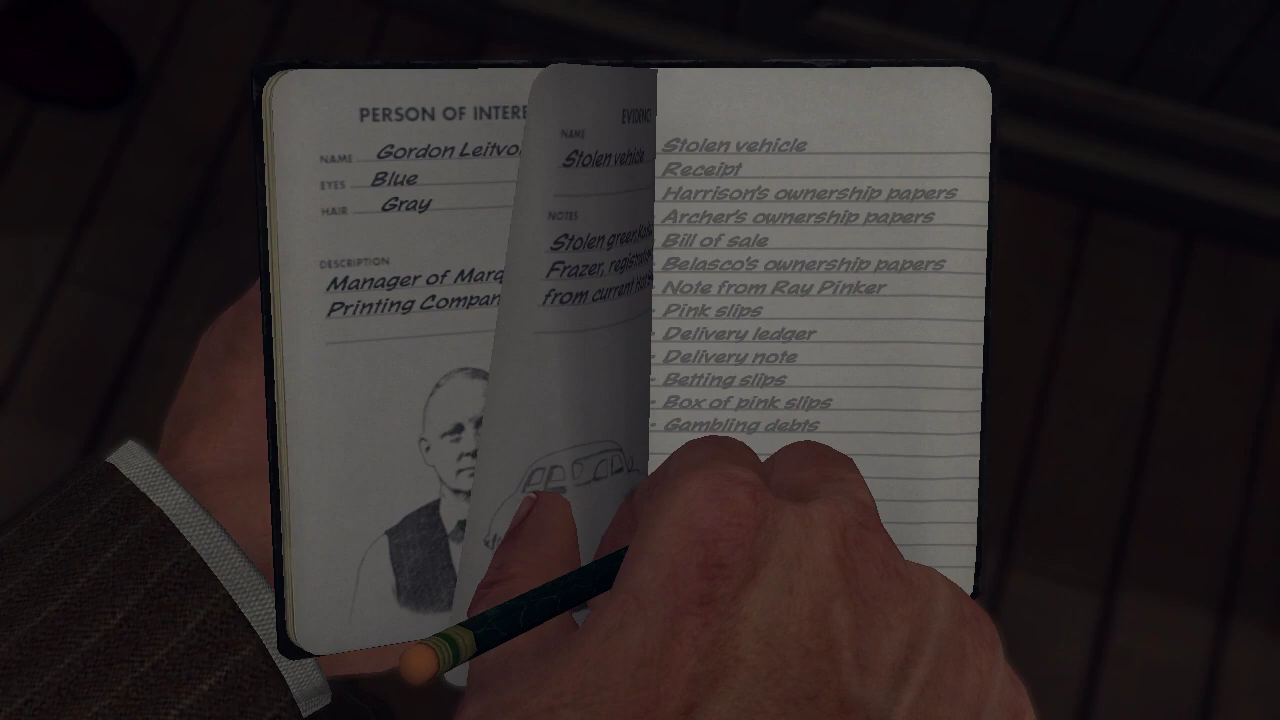 PERSON OF INTERE
NAME Gordon Leitvo
EYES Blue
HAIR Gray
DESCRIPTION
Manager of Marq
Printing Compan
EVIDENC
NAME
Stolen vehicle
NOTES
Stolen green
Frazer,
from current
Stolen vehicle
Receipt
Harrison's ownership papers
Archer's ownership papers
Bill of sale
Belasco's ownership papers
Note from Ray Pinker
Pink slips
- Delivery ledger
- Delivery note
- Betting slips
- Box of pink slips
- Gambling debts